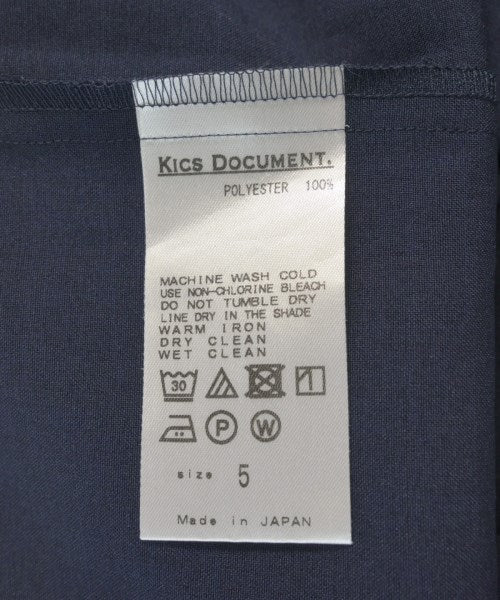 KICS DOCUMENT.
POLYESTER 100%
MACHINE WASH COLD
USE NON-CHLORINE BLEACH
DO NOT TUMBLE DRY
LINE DRY IN THE SHADE
WARM IRON
DRY CLEAN
WET CLEAN
30
P W
size 5
Made in JAPAN